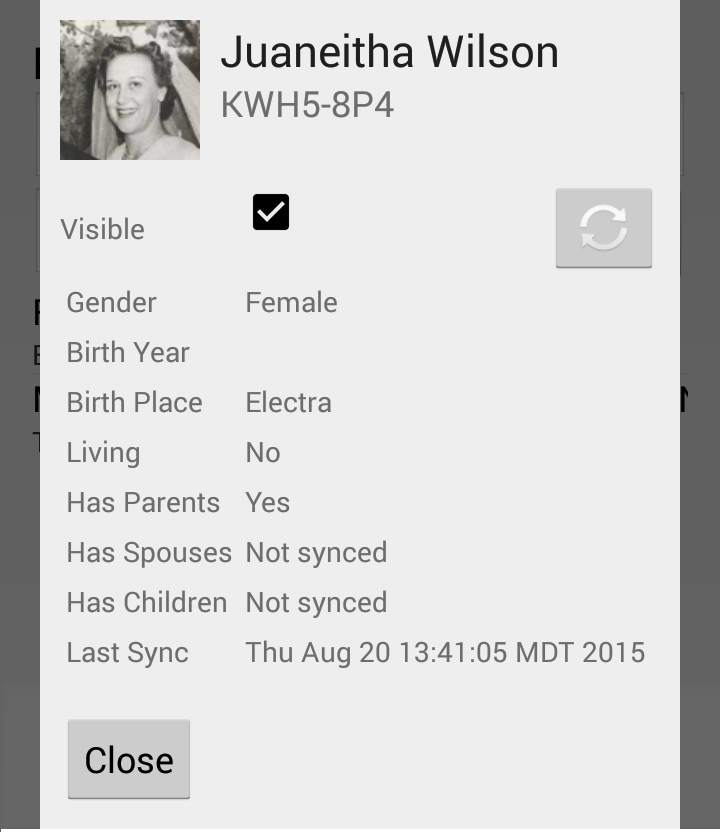 Juaneitha Wilson
KWH5-8P4
Visible
Gender Female
Birth Year
Birth Place Electra
Living No
Has Parents Yes
Has Spouses Not synced
Has Children Not synced
Last Sync Thu Aug 20 13:41:05 MDT 2015
Close